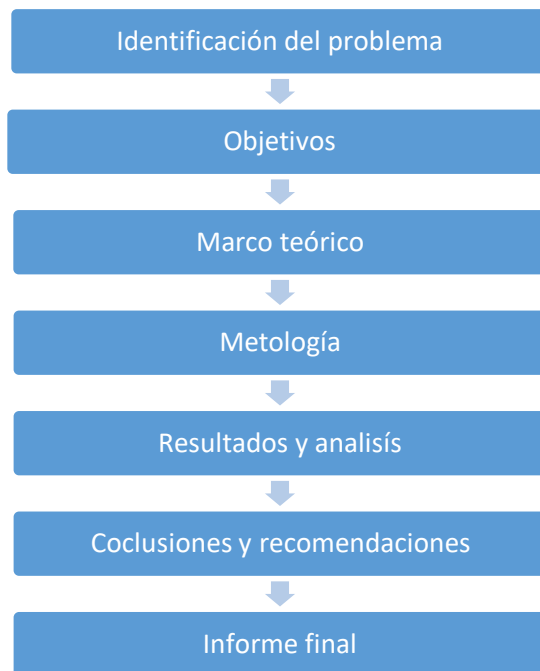 Identificación del problema
Objetivos
Marco teórico
Metología
Resultados y analisís
Coclusiones y recomendaciones
Informe final